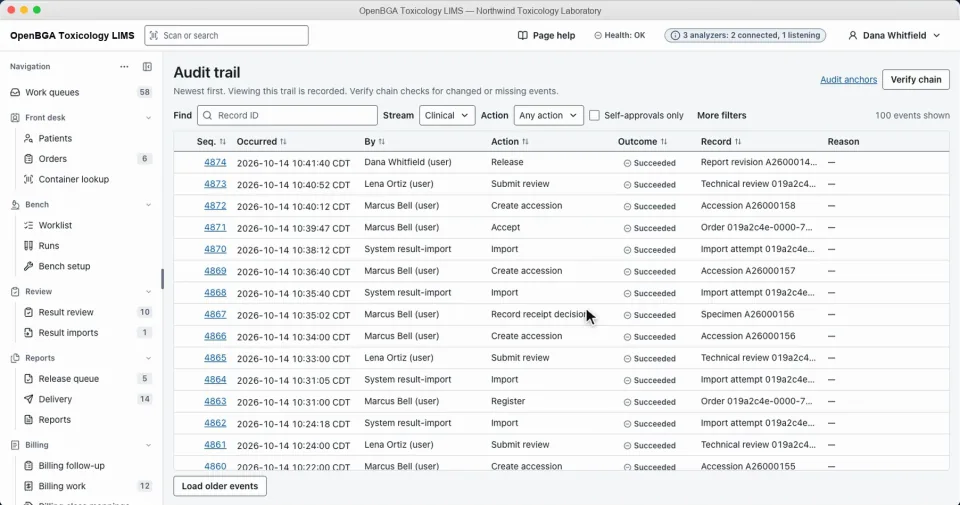 OpenBGA Toxicology LIMS — Northwind Toxicology Laboratory
OpenBGA Toxicology LIMS
Scan or search
Page help
Health: OK
3 analyzers: 2 connected, 1 listening
Dana Whitfield
Navigation
Work queues 58
Front desk
Patients
Orders 6
Container lookup
Bench
Worklist
Runs
Bench setup
Review
Result review 10
Result imports 1
Reports
Release queue 5
Delivery 14
Reports
Billing
Billing follow-up
Billing work 12
Audit trail
Newest first. Viewing this trail is recorded. Verify chain checks for changed or missing events.
Audit anchors
Verify chain
Find Record ID Stream Clinical Action Any action Self-approvals only More filters 100 events shown
Seq. Occurred By Action Outcome Record Reason
4874 2026-10-14 10:41:40 CDT Dana Whitfield (user) Release Succeeded Report revision A2600014... —
4873 2026-10-14 10:40:52 CDT Lena Ortiz (user) Submit review Succeeded Technical review 019a2c4... —
4872 2026-10-14 10:40:12 CDT Marcus Bell (user) Create accession Succeeded Accession A26000158 —
4871 2026-10-14 10:39:47 CDT Marcus Bell (user) Accept Succeeded Order 019a2c4e-0000-7... —
4870 2026-10-14 10:38:12 CDT System result-import Import Succeeded Import attempt 019a2c4e... —
4869 2026-10-14 10:36:40 CDT Marcus Bell (user) Create accession Succeeded Accession A26000157 —
4868 2026-10-14 10:35:40 CDT System result-import Import Succeeded Import attempt 019a2c4e... —
4867 2026-10-14 10:35:02 CDT Marcus Bell (user) Record receipt decision Succeeded Specimen A26000156 —
4866 2026-10-14 10:34:00 CDT Marcus Bell (user) Create accession Succeeded Accession A26000156 —
4865 2026-10-14 10:33:00 CDT Lena Ortiz (user) Submit review Succeeded Technical review 019a2c4... —
4864 2026-10-14 10:31:05 CDT System result-import Import Succeeded Import attempt 019a2c4e... —
4863 2026-10-14 10:31:00 CDT Marcus Bell (user) Register Succeeded Order 019a2c4e-0000-7... —
4862 2026-10-14 10:24:18 CDT System result-import Import Succeeded Import attempt 019a2c4e... —
4861 2026-10-14 10:24:00 CDT Lena Ortiz (user) Submit review Succeeded Technical review 019a2c4... —
4860 2026-10-14 10:22:00 CDT Marcus Bell (user) Create accession Succeeded Accession A26000155 —
Load older events